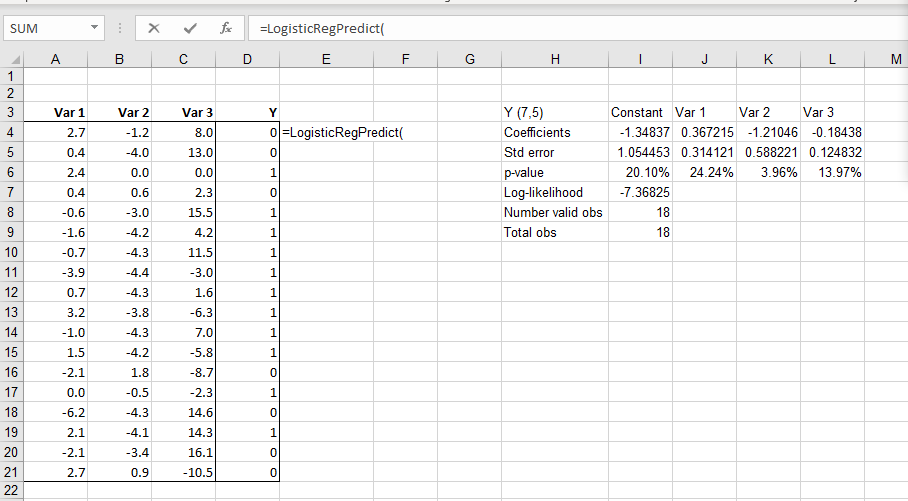 SUM fx =LogisticRegPredict(
A B C D E F G H I J K L M
1
2
3 Var 1 Var 2 Var 3 Y Y (7,5) Constant Var 1 Var 2 Var 3
4 2.7 -1.2 8.0 0 =LogisticRegPredict( Coefficients -1.34837 0.367215 -1.21046 -0.18438
5 0.4 -4.0 13.0 0 Std error 1.054453 0.314121 0.588221 0.124832
6 2.4 0.0 0.0 1 p-value 20.10% 24.24% 3.96% 13.97%
7 0.4 0.6 2.3 0 Log-likelihood -7.36825
8 -0.6 -3.0 15.5 1 Number valid obs 18
9 -1.6 -4.2 4.2 1 Total obs 18
10 -0.7 -4.3 11.5 1
11 -3.9 -4.4 -3.0 1
12 0.7 -4.3 1.6 1
13 3.2 -3.8 -6.3 1
14 -1.0 -4.3 7.0 1
15 1.5 -4.2 -5.8 1
16 -2.1 1.8 -8.7 0
17 0.0 -0.5 -2.3 1
18 -6.2 -4.3 14.6 0
19 2.1 -4.1 14.3 1
20 -2.1 -3.4 16.1 0
21 2.7 0.9 -10.5 0
22